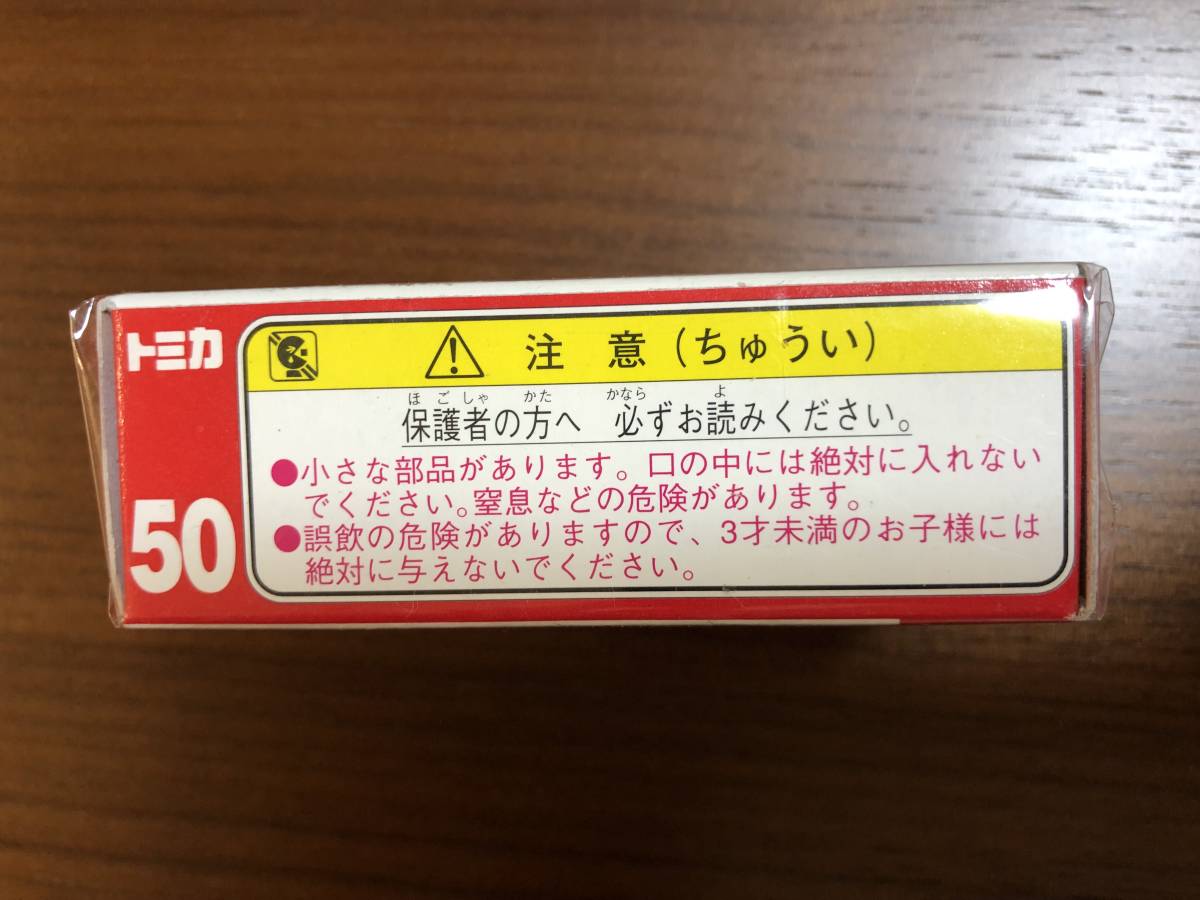 トミカ
50
注意(ちゅうい)
ほごしゃ かた かなら よ
保護者の方へ 必ずお読みください。
●小さな部品があります。口の中には絶対に入れない
でください。窒息などの危険があります。
●誤飲の危険がありますので、3才未満のお子様には
絶対に与えないでください。